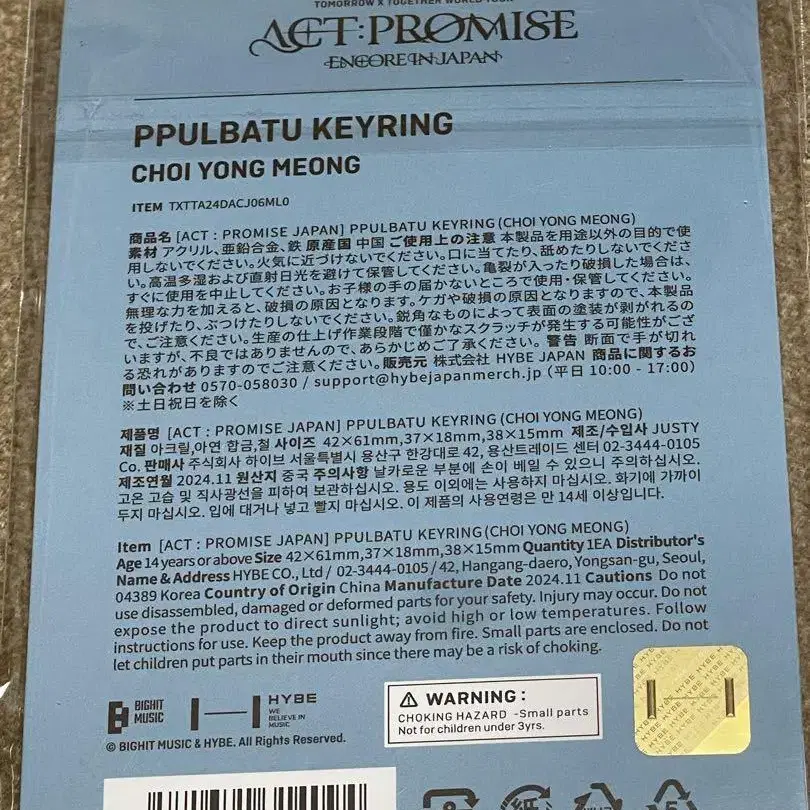 TOMORROW X TOGETHER WORLD TOUR
ACT:PROMISE
ENCORE IN JAPAN
PPULBATU KEYRING
CHOI YONG MEONG
ITEM TXTTA24DACJ06ML0
商品名 [ACT : PROMISE JAPAN] PPULBATU KEYRING (CHOI YONG MEONG)
素材 アクリル、亜鉛合金、鉄 原産国 中国 ご使用上の注意 本製品を用途以外の目的で使
用しないでください。火気に近づけないでください。口に当てたり、舐めたりしないでくださ
い。高温多湿および直射日光を避けて保管してください。亀裂が入ったり破損した場合は、
すぐに使用を中止してください。お子様の手の届かないところで使用・保管してください。
無理な力を加えると、破損の原因となります。ケガや破損の原因となりますので、本製品
を投げたり、ぶつけたりしないでください。鋭角なものによって表面の塗装が剥がれるの
で、ご注意ください。生産の仕上げ作業段階で僅かなスクラッチが発生する可能性がござ
いますが、不良ではありませんので、あらかじめご了承ください。 警告 断面で手が切れ
る恐れがありますのでご注意ください。販売元 株式会社 HYBE JAPAN 商品に関するお
問い合わせ 0570-058030 / support@hybejapanmerch.jp (平日 10:00 - 17:00)
※土日祝日を除く
제품명 [ACT : PROMISE JAPAN] PPULBATU KEYRING (CHOI YONG MEONG)
재질 아크릴,아연 합금,철 사이즈 42×61mm,37×18mm,38×15mm 제조/수입사 JUSTY
Co. 판매사 주식회사 하이브 서울특별시 용산구 한강대로 42, 용산트레이드 센터 02-3444-0105
제조연월 2024.11 원산지 중국 주의사항 날카로운 부분에 손이 베일 수 있으니 주의하십시오.
고온 고습 및 직사광선을 피하여 보관하십시오. 용도 이외에는 사용하지 마십시오. 화기에 가까이
두지 마십시오. 입에 대거나 넣고 빨지 마십시오. 이 제품의 사용연령은 만 14세 이상입니다.
Item [ACT : PROMISE JAPAN] PPULBATU KEYRING (CHOI YONG MEONG)
Age 14 years or above Size 42×61mm,37×18mm,38×15mm Quantity 1EA Distributor's
Name & Address HYBE CO., Ltd / 02-3444-0105 / 42, Hangang-daero, Yongsan-gu, Seoul,
04389 Korea Country of Origin China Manufacture Date 2024.11 Cautions Do not
use disassembled, damaged or deformed parts for your safety. Injury may occur. Do not
expose the product to direct sunlight; avoid high or low temperatures. Follow
instructions for use. Keep the product away from fire. Small parts are enclosed. Do not
let children put parts in their mouth since there may be a risk of choking.
BIGHIT
MUSIC
HYBE
WE
BELIEVE IN
MUSIC
© BIGHIT MUSIC & HYBE. All Rights Reserved.
WARNING :
CHOKING HAZARD -Small parts
Not for children under 3yrs.